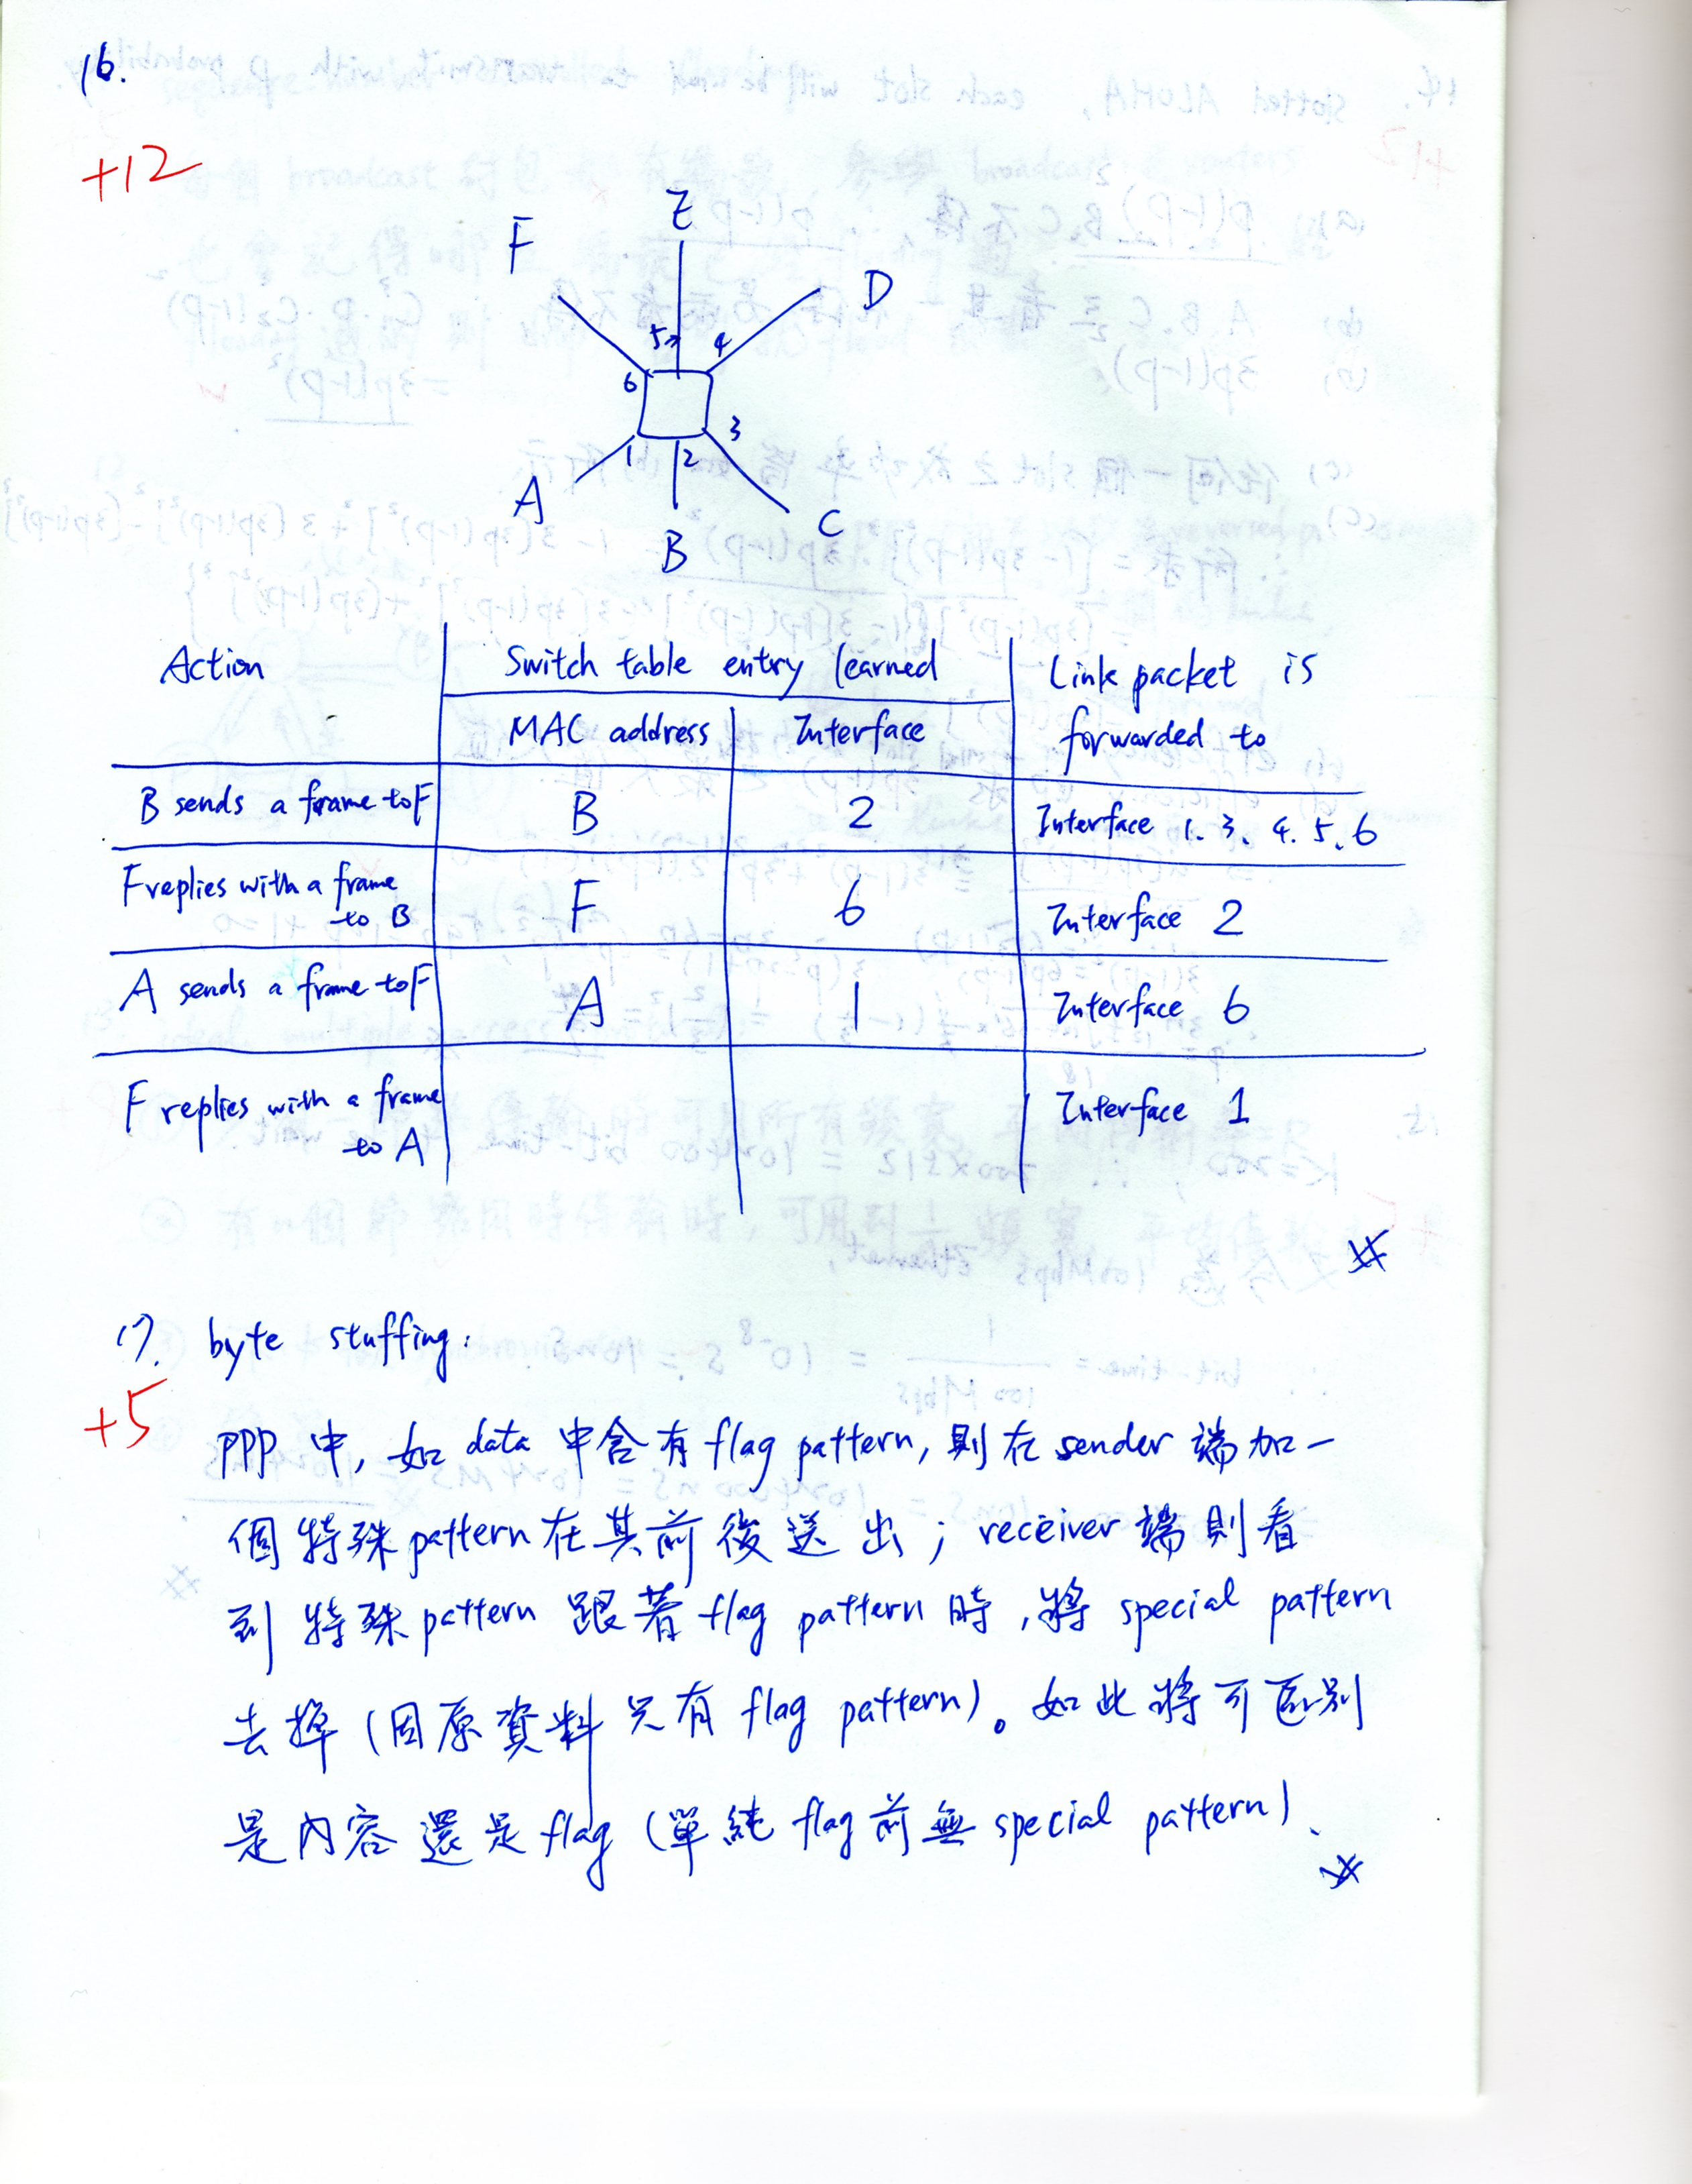 16.
+12
E
F
D
5
4
6
3
1
2
A
C
B
Action
Switch table entry learned
Link packet is
forwarded to
MAC address
Interface
B sends a frame to F
B
2
Interface 1. 3、4. 5、6
F replies with a frame
to B
F
6
Interface 2
A sends a frame to F
A
1
Interface 6
F replies with a frame
to A
Interface 1
17. byte stuffing.
+5
PPP 中, 如 data 中含有 flag pattern, 則在 sender 端加一
個特殊 pattern 在其前後送出 ; receiver 端則看
到特殊 pattern 跟著 flag pattern 時 , 將 special pattern
去掉 (因原資料只有 flag pattern)。如此將可區別
是內容還是 flag (單純 flag 前無 special pattern)、